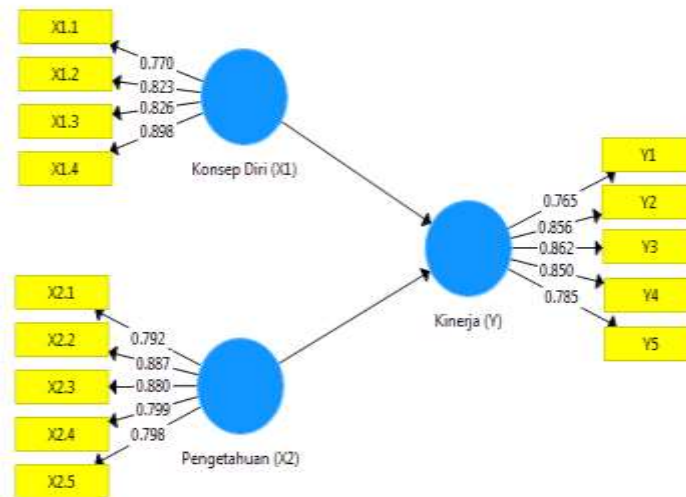 X1.1
X1.2
X1.3
X1.4
0.770
0.823
0.826
0.898
Konsep Diri (X1)
X2.1
X2.2
X2.3
X2.4
X2.5
0.792
0.887
0.880
0.799
0.798
Pengetahuan (X2)
Kinerja (Y)
0.765
0.856
0.862
0.850
0.785
Y1
Y2
Y3
Y4
Y5